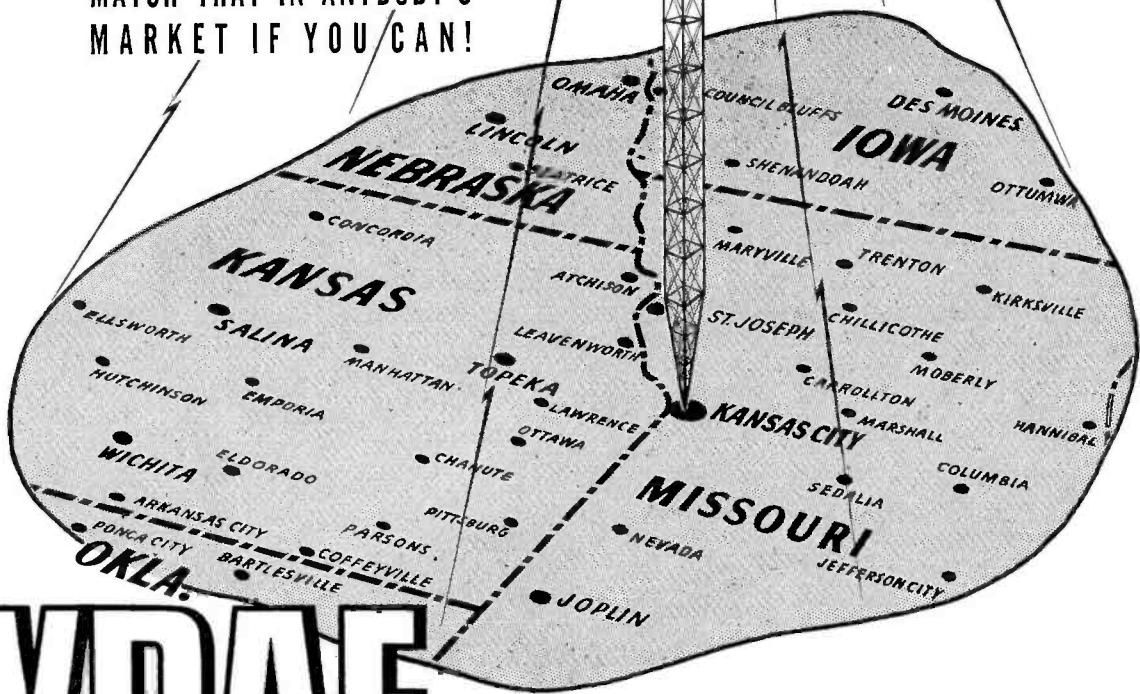 MATCH THAT IN ANYBODY'S
MARKET IF YOU CAN!
OMAHA
COUNCIL BLUFFS
DES MOINES
LINCOLN
IOWA
NEBRASKA
BEATRICE
SHENANDOAH
OTTUMWA
CONCORDIA
MARYVILLE
TRENTON
KANSAS
ATCHISON
KIRKSVILLE
ELLSWORTH
SALINA
LEAVENWORTH
ST. JOSEPH
CHILLICOTHE
MANHATTAN
TOPEKA
MOBERLY
HUTCHINSON
EMPORIA
CARROLLTON
LAWRENCE
KANSAS CITY
MARSHALL
HANNIBAL
OTTAWA
WICHITA
ELDORADO
CHANUTE
COLUMBIA
SEDALIA
MISSOURI
ARKANSAS CITY
PITTSBURG
PARSONS.
NEVADA
PONCA CITY
COFFEYVILLE
JEFFERSON CITY
OKLA.
BARTLESVILLE
JOPLIN
WDAF